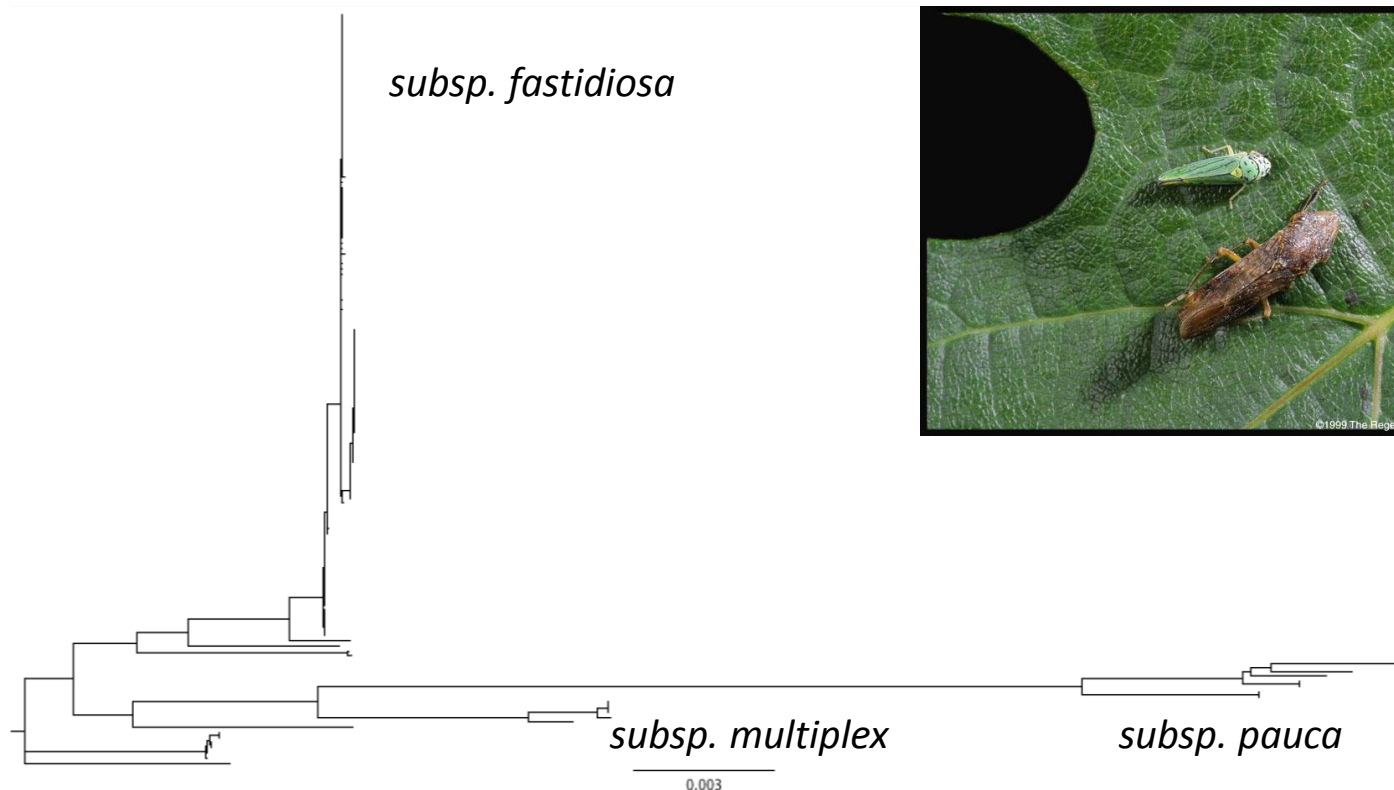 subsp. fastidiosa
©1999 The Rege
subsp. multiplex
subsp. pauca
0.003